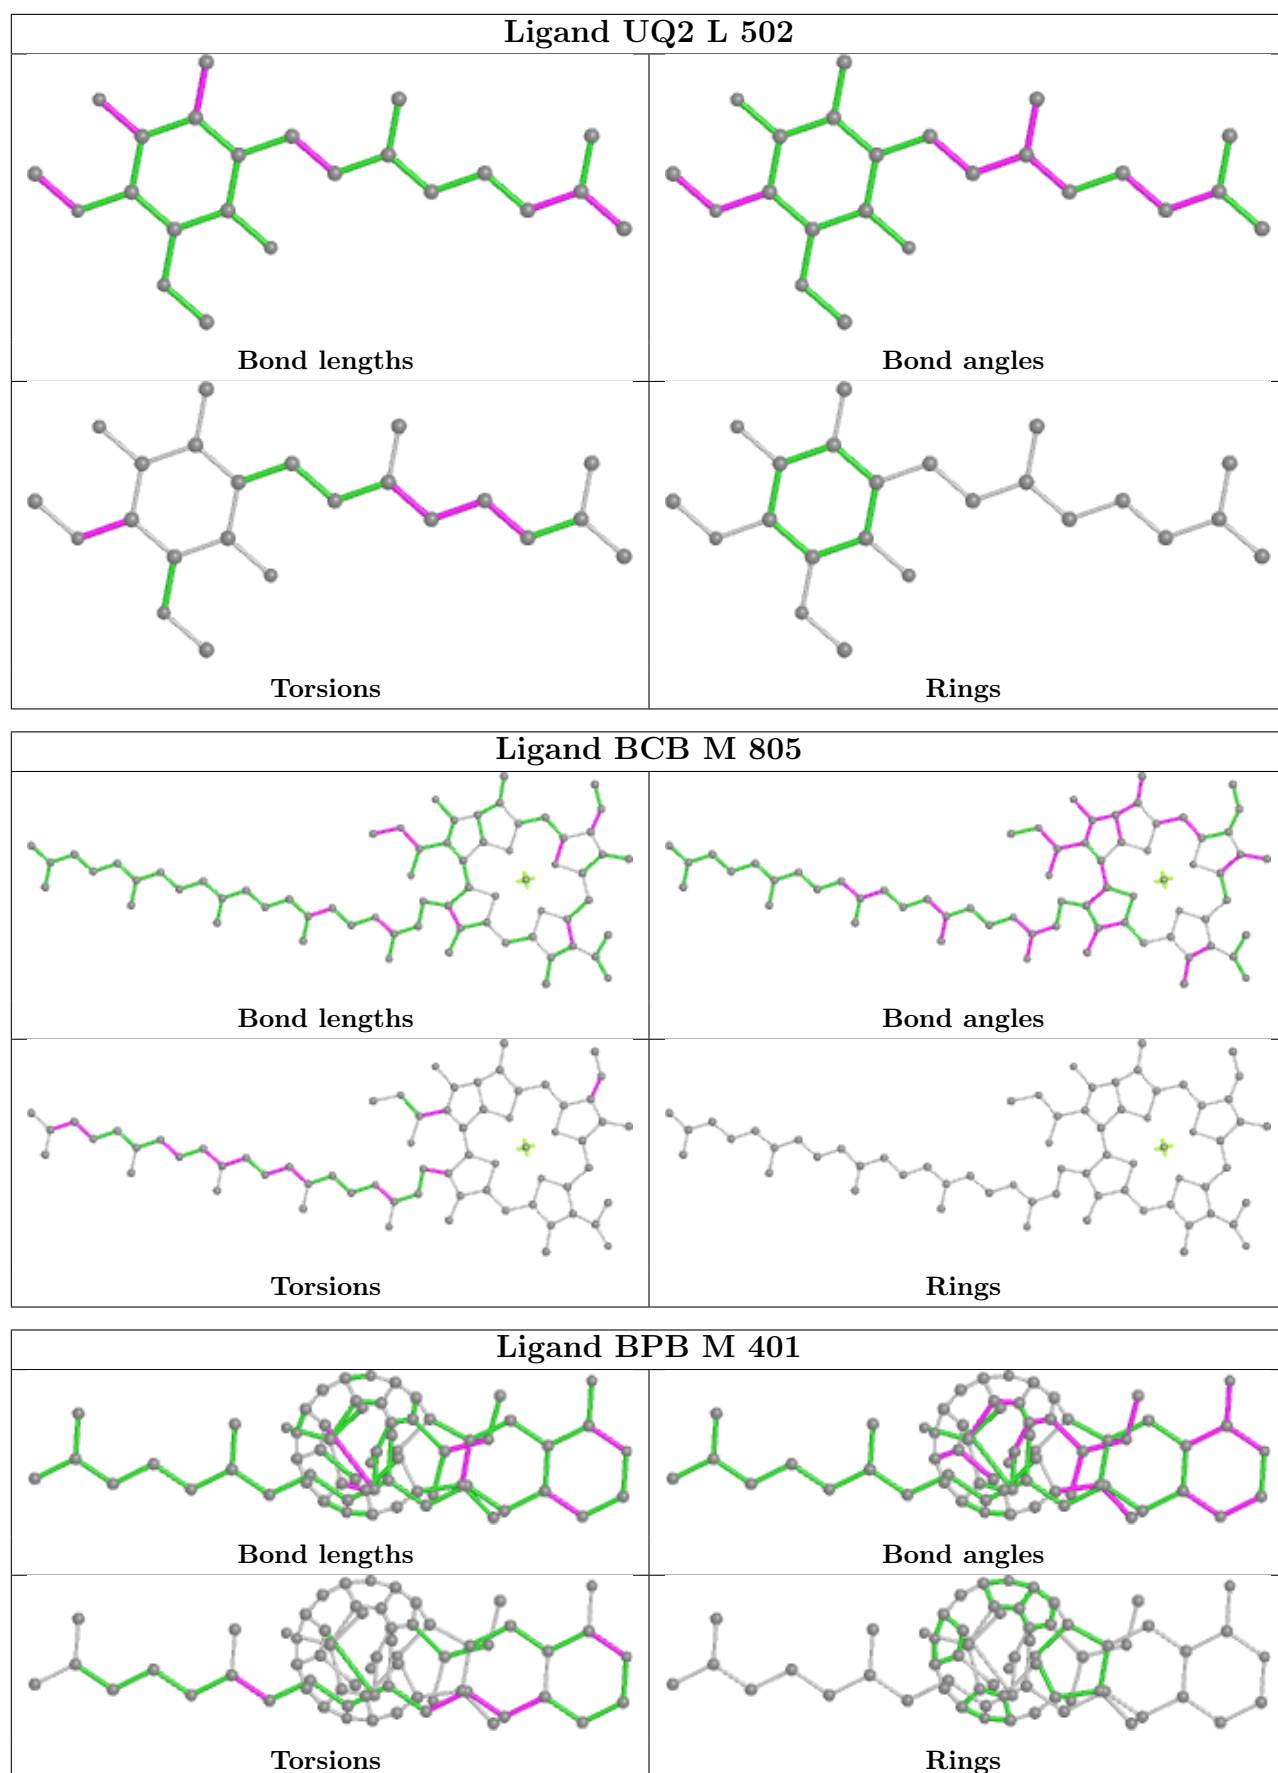 Ligand UQ2 L 502
Bond lengths
Bond angles
Torsions
Rings
Ligand BCB M 805
Bond lengths
Bond angles
Torsions
Rings
Ligand BPB M 401
Bond lengths
Bond angles
Torsions
Rings